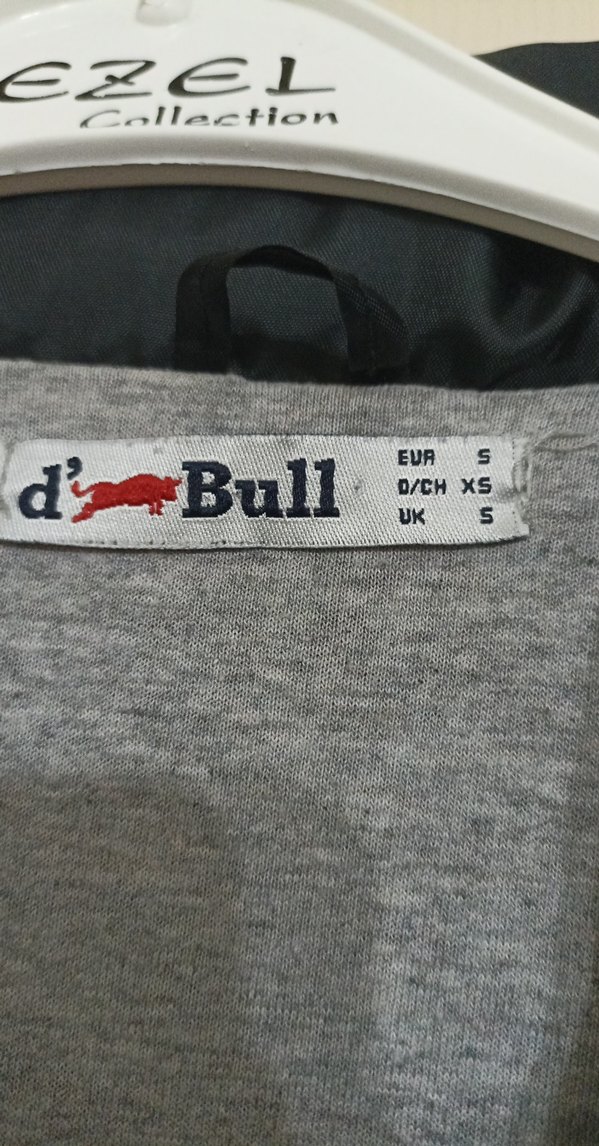 EZEL
Collection
d' Bull
EUR S
D/CH XS
UK S